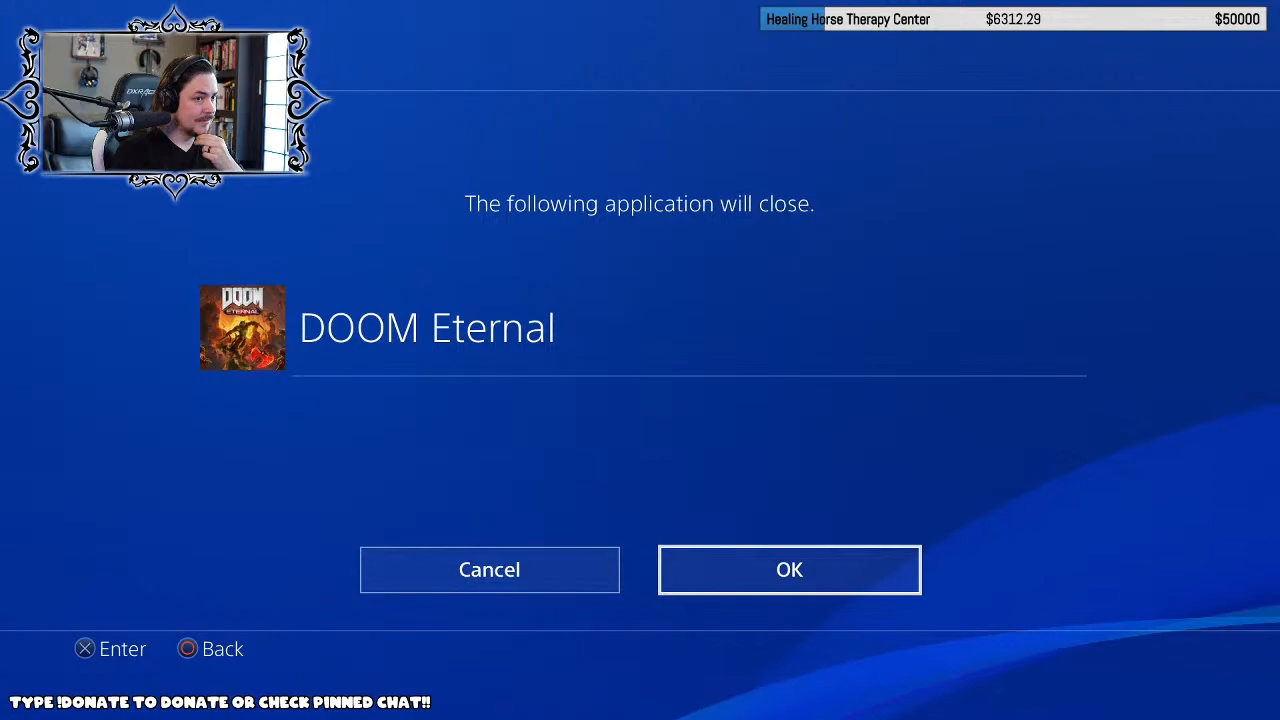 Healing Horse Therapy Center $6312.29 $50000
DXRACER
The following application will close.
DOOM
ETERNAL
DOOM Eternal
Cancel OK
Enter Back
TYPE !DONATE TO DONATE OR CHECK PINNED CHAT!!